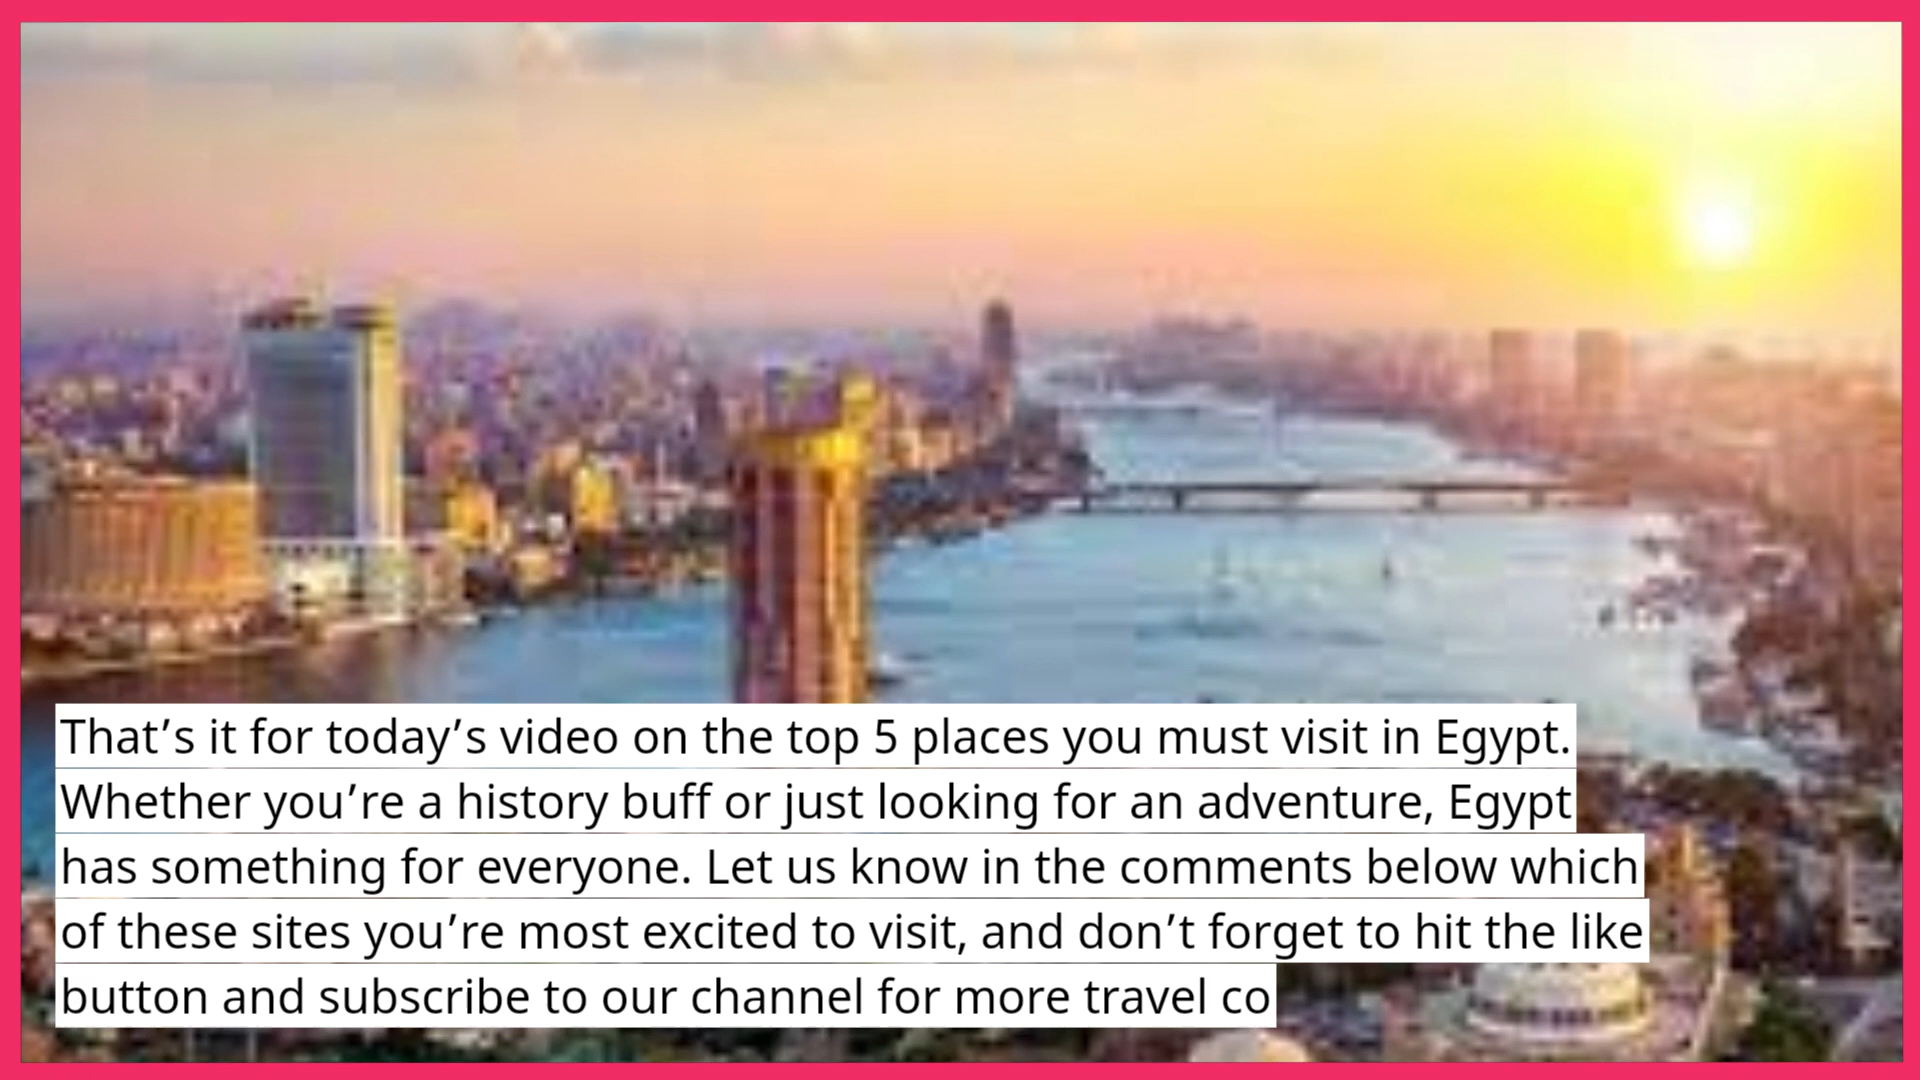 That’s it for today’s video on the top 5 places you must visit in Egypt.
Whether you’re a history buff or just looking for an adventure, Egypt
has something for everyone. Let us know in the comments below which
of these sites you’re most excited to visit, and don’t forget to hit the like
button and subscribe to our channel for more travel co